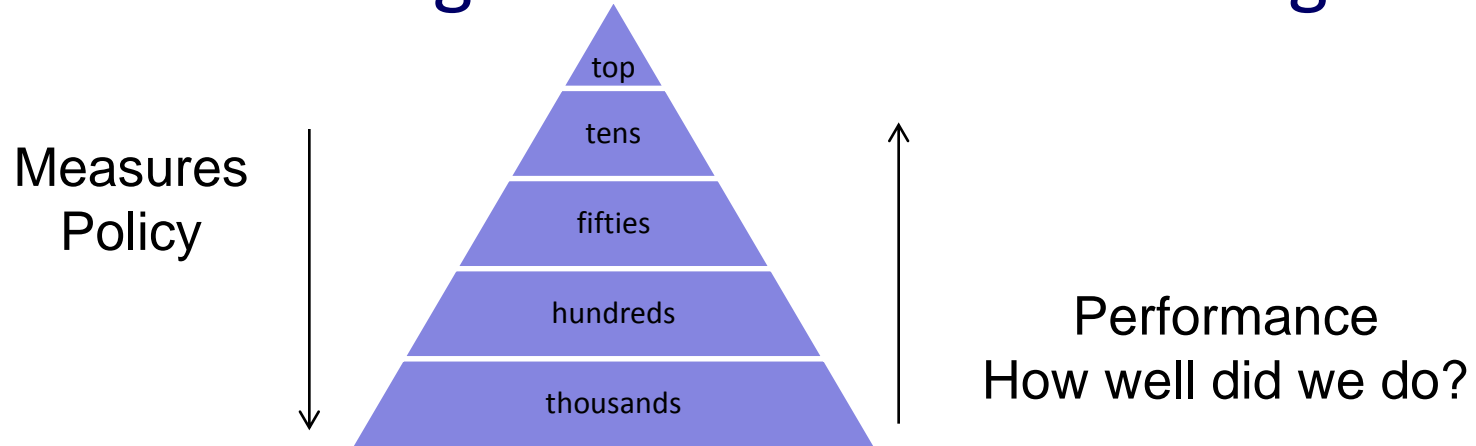 top
tens
fifties
hundreds
thousands
Measures
Policy
Performance
How well did we do?